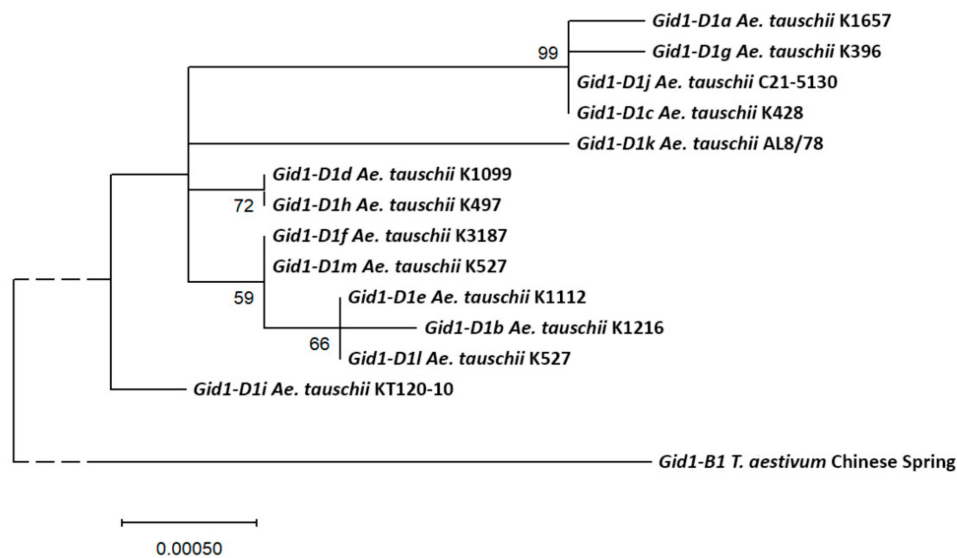 Gid1-D1a Ae. tauschii K1657
99
Gid1-D1g Ae. tauschii K396
Gid1-D1j Ae. tauschii C21-5130
Gid1-D1c Ae. tauschii K428
Gid1-D1k Ae. tauschii AL8/78
Gid1-D1d Ae. tauschii K1099
72
Gid1-D1h Ae. tauschii K497
Gid1-D1f Ae. tauschii K3187
Gid1-D1m Ae. tauschii K527
59
Gid1-D1e Ae. tauschii K1112
Gid1-D1b Ae. tauschii K1216
66
Gid1-D1l Ae. tauschii K527
Gid1-D1i Ae. tauschii KT120-10
Gid1-B1 T. aestivum Chinese Spring
0.00050